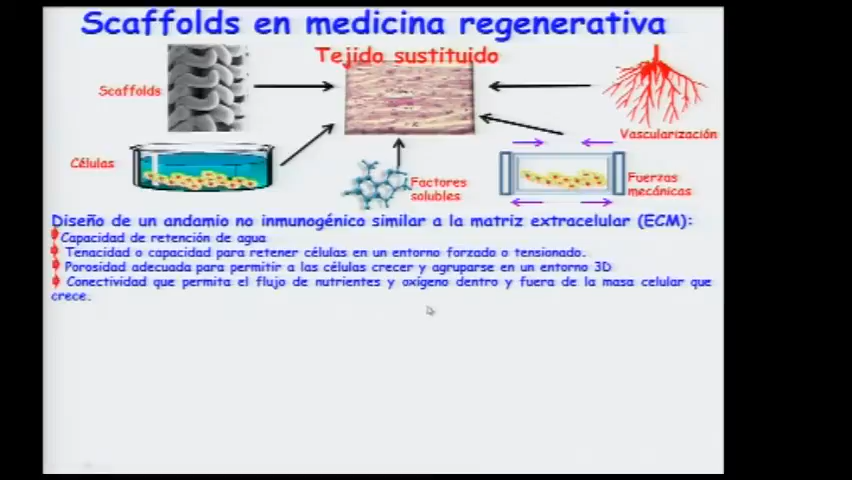 Scaffolds en medicina regenerativa
Tejido sustituido
Scaffolds
Vascularización
Células
Factores
solubles
Fuerzas
mecánicas
Diseño de un andamio no inmunogénico similar a la matriz extracelular (ECM):
Capacidad de retención de agua
Tenacidad o capacidad para retener células en un entorno forzado o tensionado.
Porosidad adecuada para permitir a las células crecer y agruparse en un entorno 3D
Conectividad que permita el flujo de nutrientes y oxígeno dentro y fuera de la masa celular que
crece.